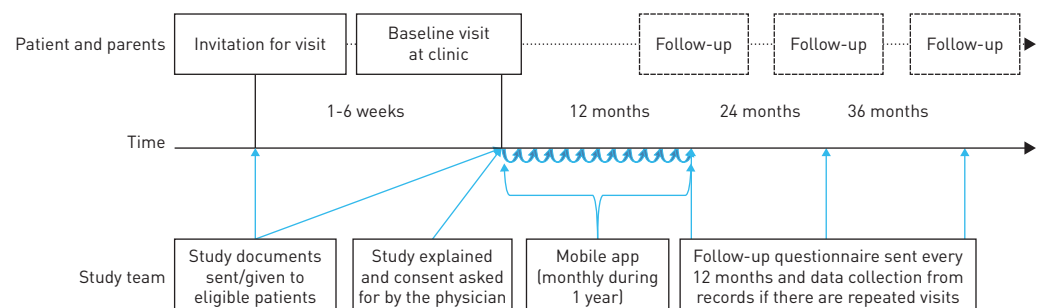 Patient and parents
Invitation for visit
Baseline visit
at clinic
Follow-up
Follow-up
Follow-up
1-6 weeks
12 months
24 months
36 months
Time
Study team
Study documents
sent/given to
eligible patients
Study explained
and consent asked
for by the physician
Mobile app
(monthly during
1 year)
Follow-up questionnaire sent every
12 months and data collection from
records if there are repeated visits